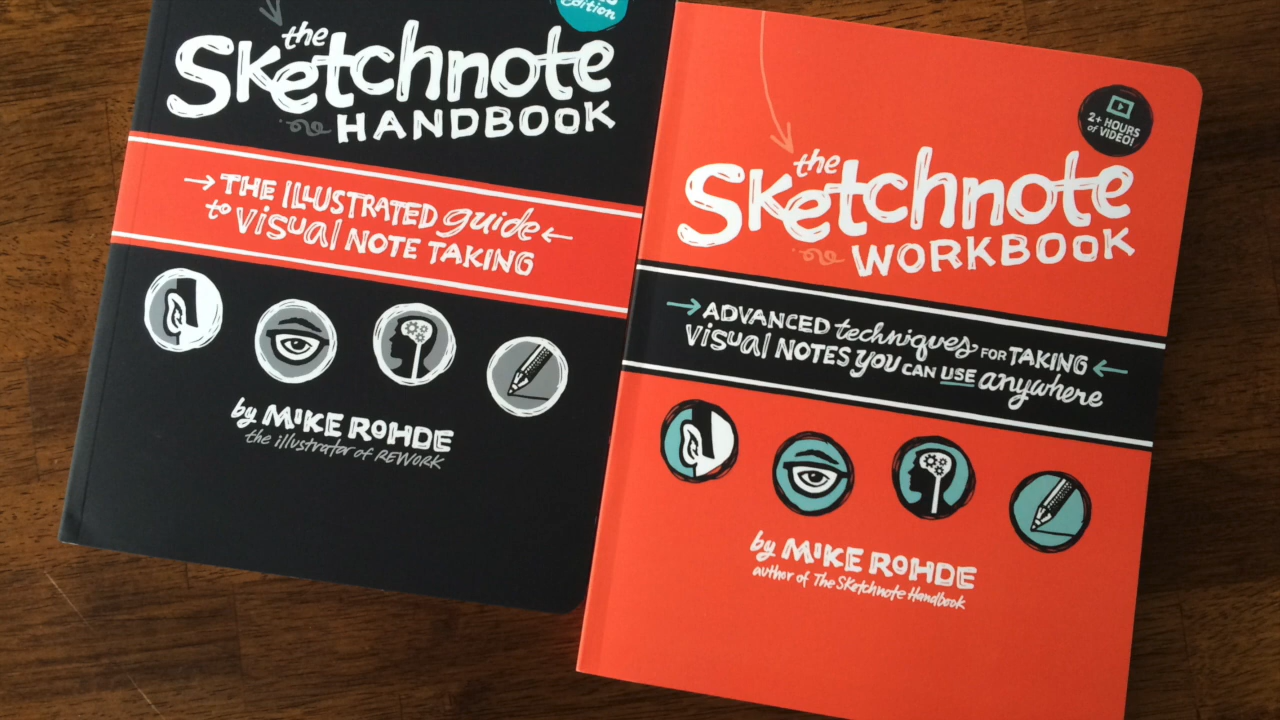 edition
the
Sketchnote
HANDBOOK
THE ILLUSTRATED guide
to visual NOTE TAKING
by MIKE ROHDE
the illustrator of REWORK
2+ HOURS
of VIDEO!
the
Sketchnote
WORKBOOK
ADVANCED techniques FOR TAKING
visual NOTES YOU CAN USE anywhere
by MIKE ROHDE
author of The Sketchnote Handbook